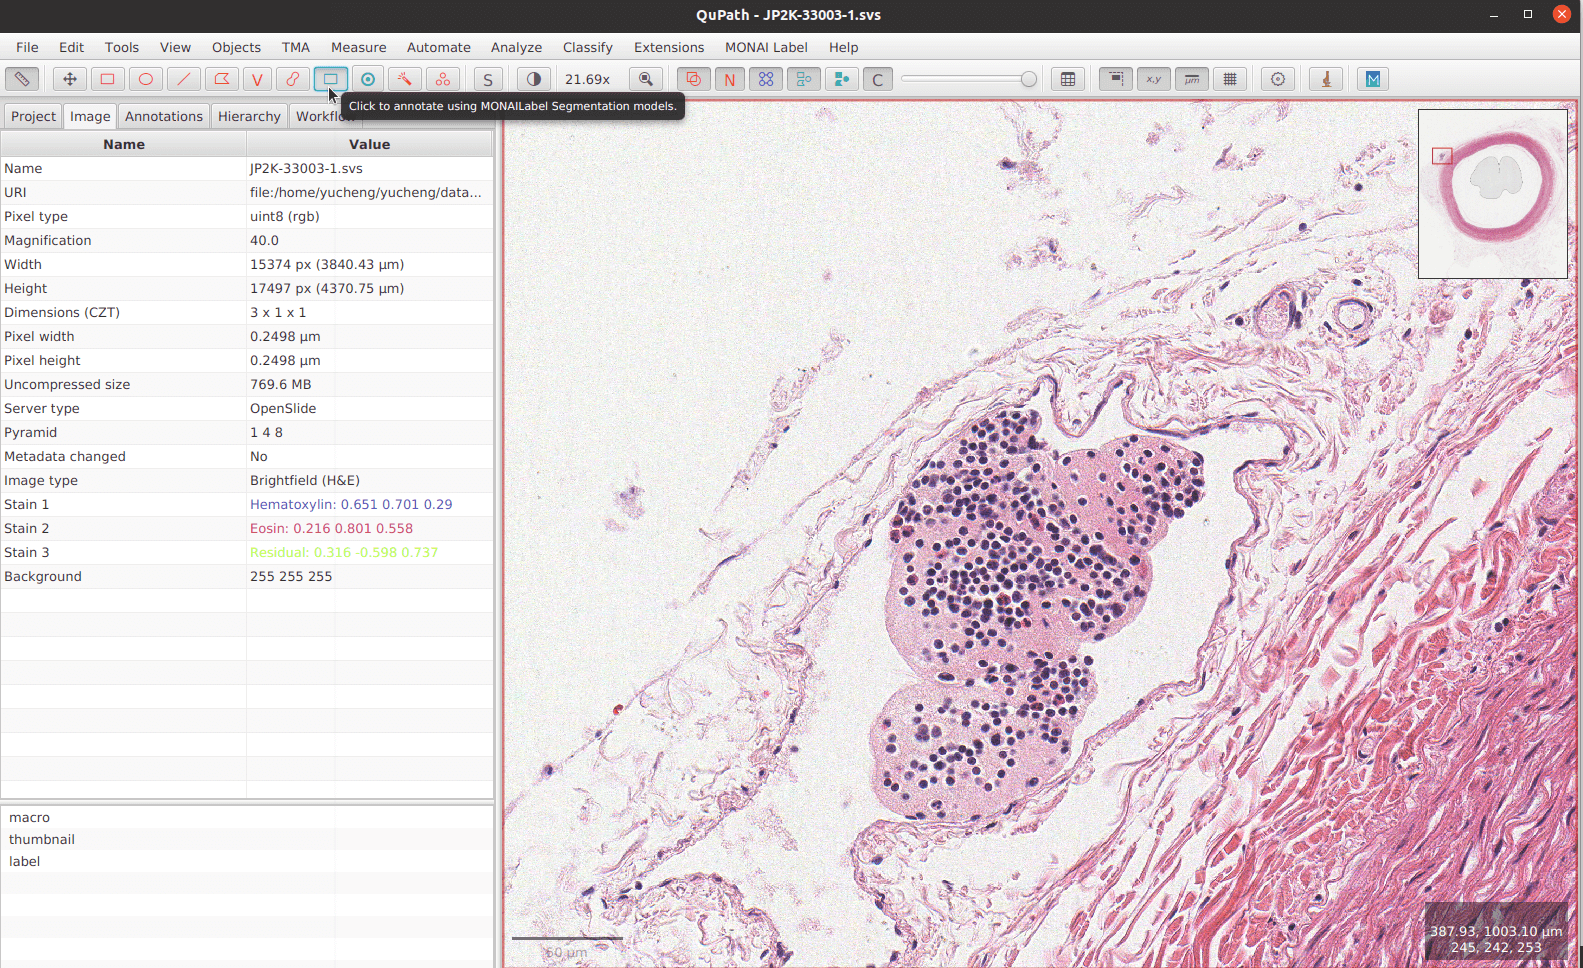 QuPath - JP2K-33003-1.svs
File Edit Tools View Objects TMA Measure Automate Analyze Classify Extensions MONAI Label Help
V S 21.69x N C x,y µm M
Click to annotate using MONAILabel Segmentation models.
Project Image Annotations Hierarchy Workflow
Name Value
Name JP2K-33003-1.svs
URI file:/home/yucheng/yucheng/data...
Pixel type uint8 (rgb)
Magnification 40.0
Width 15374 px (3840.43 µm)
Height 17497 px (4370.75 µm)
Dimensions (CZT) 3 x 1 x 1
Pixel width 0.2498 µm
Pixel height 0.2498 µm
Uncompressed size 769.6 MB
Server type OpenSlide
Pyramid 1 4 8
Metadata changed No
Image type Brightfield (H&E)
Stain 1 Hematoxylin: 0.651 0.701 0.29
Stain 2 Eosin: 0.216 0.801 0.558
Stain 3 Residual: 0.316 -0.598 0.737
Background 255 255 255
macro
thumbnail
label
50 µm
387.93, 1003.10 µm
245, 242, 253